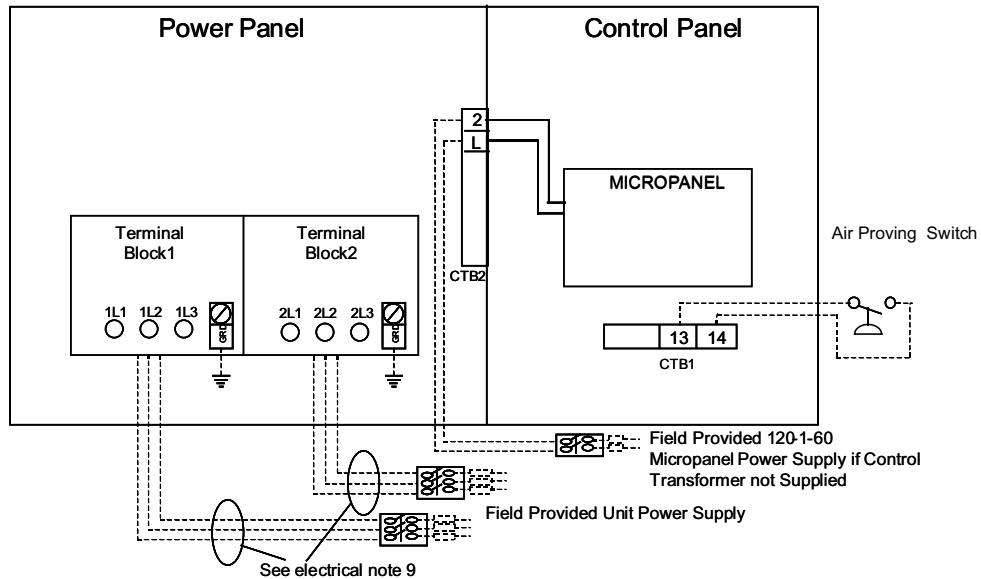 Power Panel
Control Panel
2
L
MICROPANEL
Terminal
Block1
Terminal
Block2
Air Proving Switch
CTB2
1L1 1L2 1L3
GRD
2L1 2L2 2L3
GRD
13 14
CTB1
Field Provided 120-1-60
Micropanel Power Supply if Control
Transformer not Supplied
Field Provided Unit Power Supply
See electrical note 9